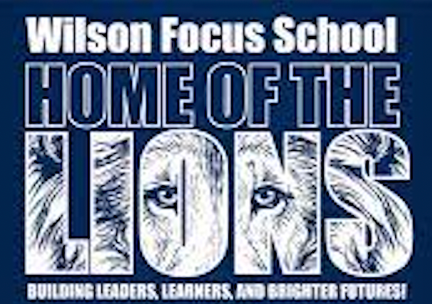 Wilson Focus School
HOME OF THE
LIONS
BUILDING LEADERS, LEARNERS, AND BRIGHTER FUTURES!